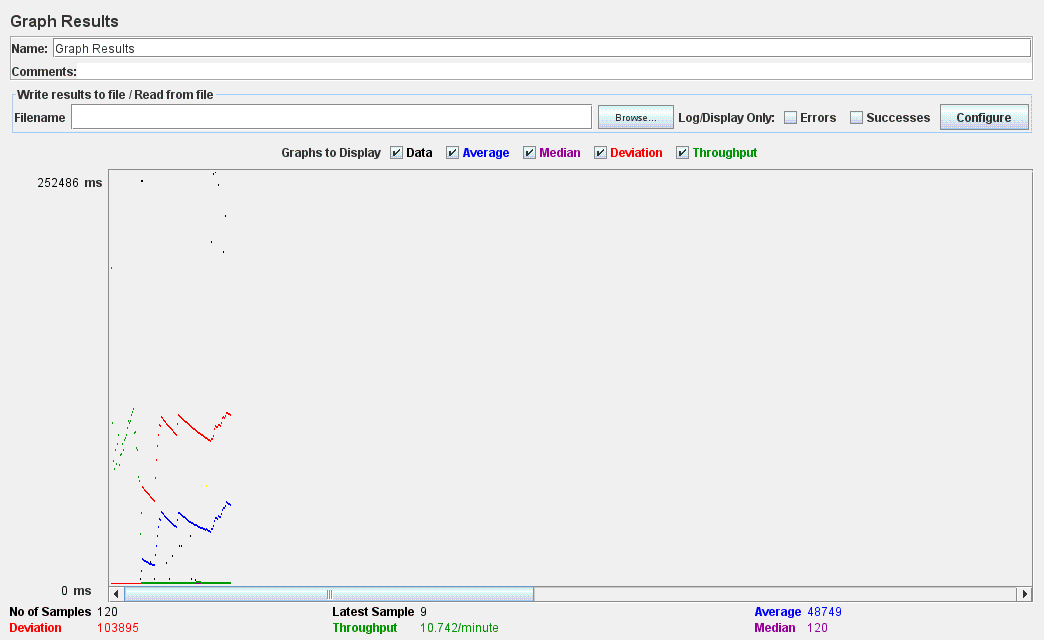 Graph Results
Name: Graph Results
Comments:
Write results to file / Read from file
Filename Browse... Log/Display Only: Errors Successes Configure
Graphs to Display Data Average Median Deviation Throughput
252486 ms
0 ms
No of Samples 120 Latest Sample 9 Average 48749
Deviation 103895 Throughput 10.742/minute Median 120